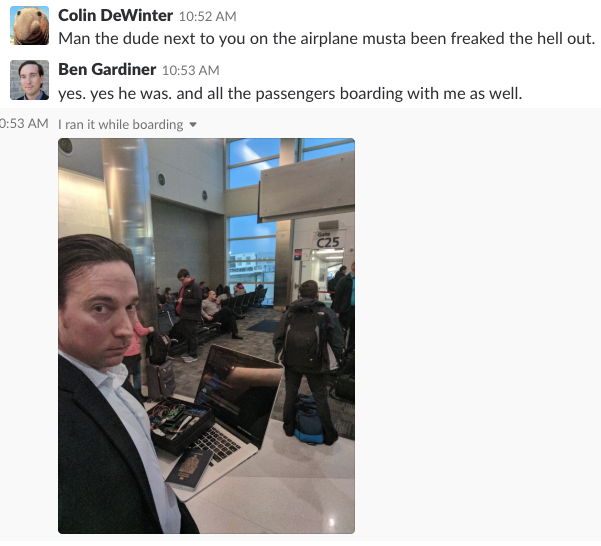 Colin DeWinter 10:52 AM
Man the dude next to you on the airplane musta been freaked the hell out.
Ben Gardiner 10:53 AM
yes. yes he was. and all the passengers boarding with me as well.
0:53 AM I ran it while boarding
Gate
C25